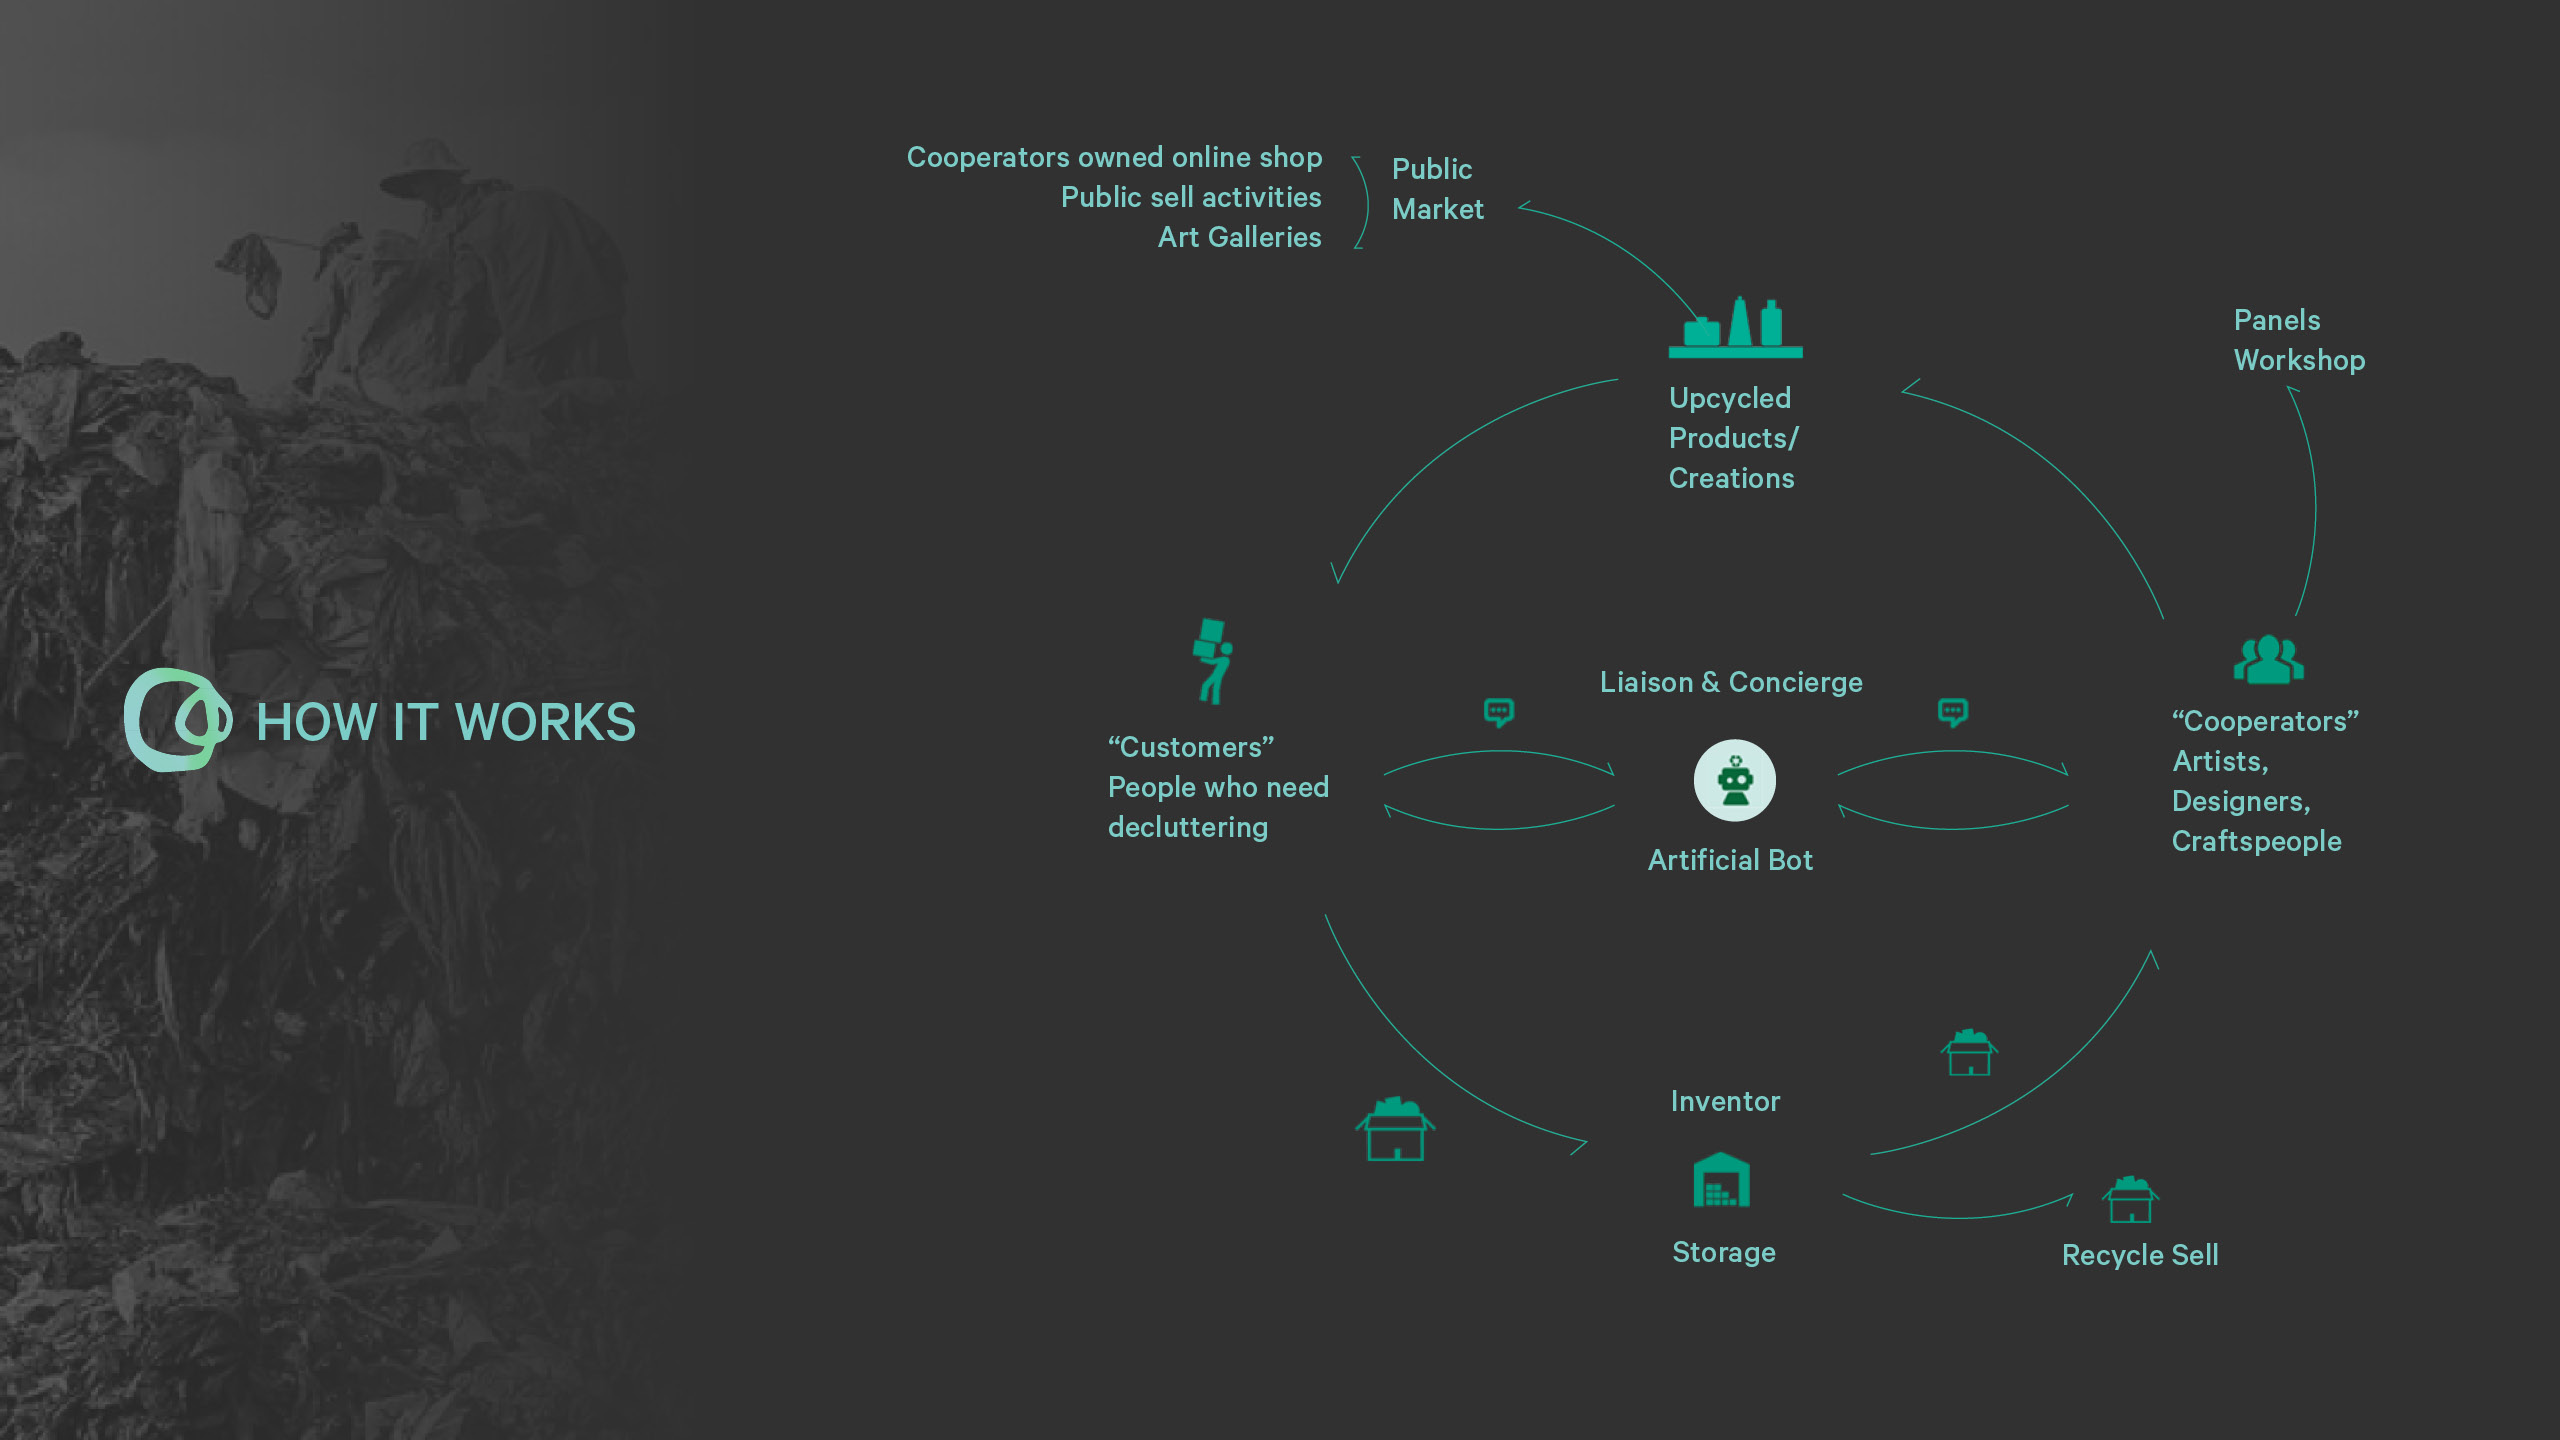 HOW IT WORKS
Cooperators owned online shop
Public sell activities
Art Galleries
Public
Market
Upcycled
Products/
Creations
Panels
Workshop
“Customers”
People who need
decluttering
Liaison & Concierge
Artificial Bot
“Cooperators”
Artists,
Designers,
Craftspeople
Inventor
Storage
Recycle Sell